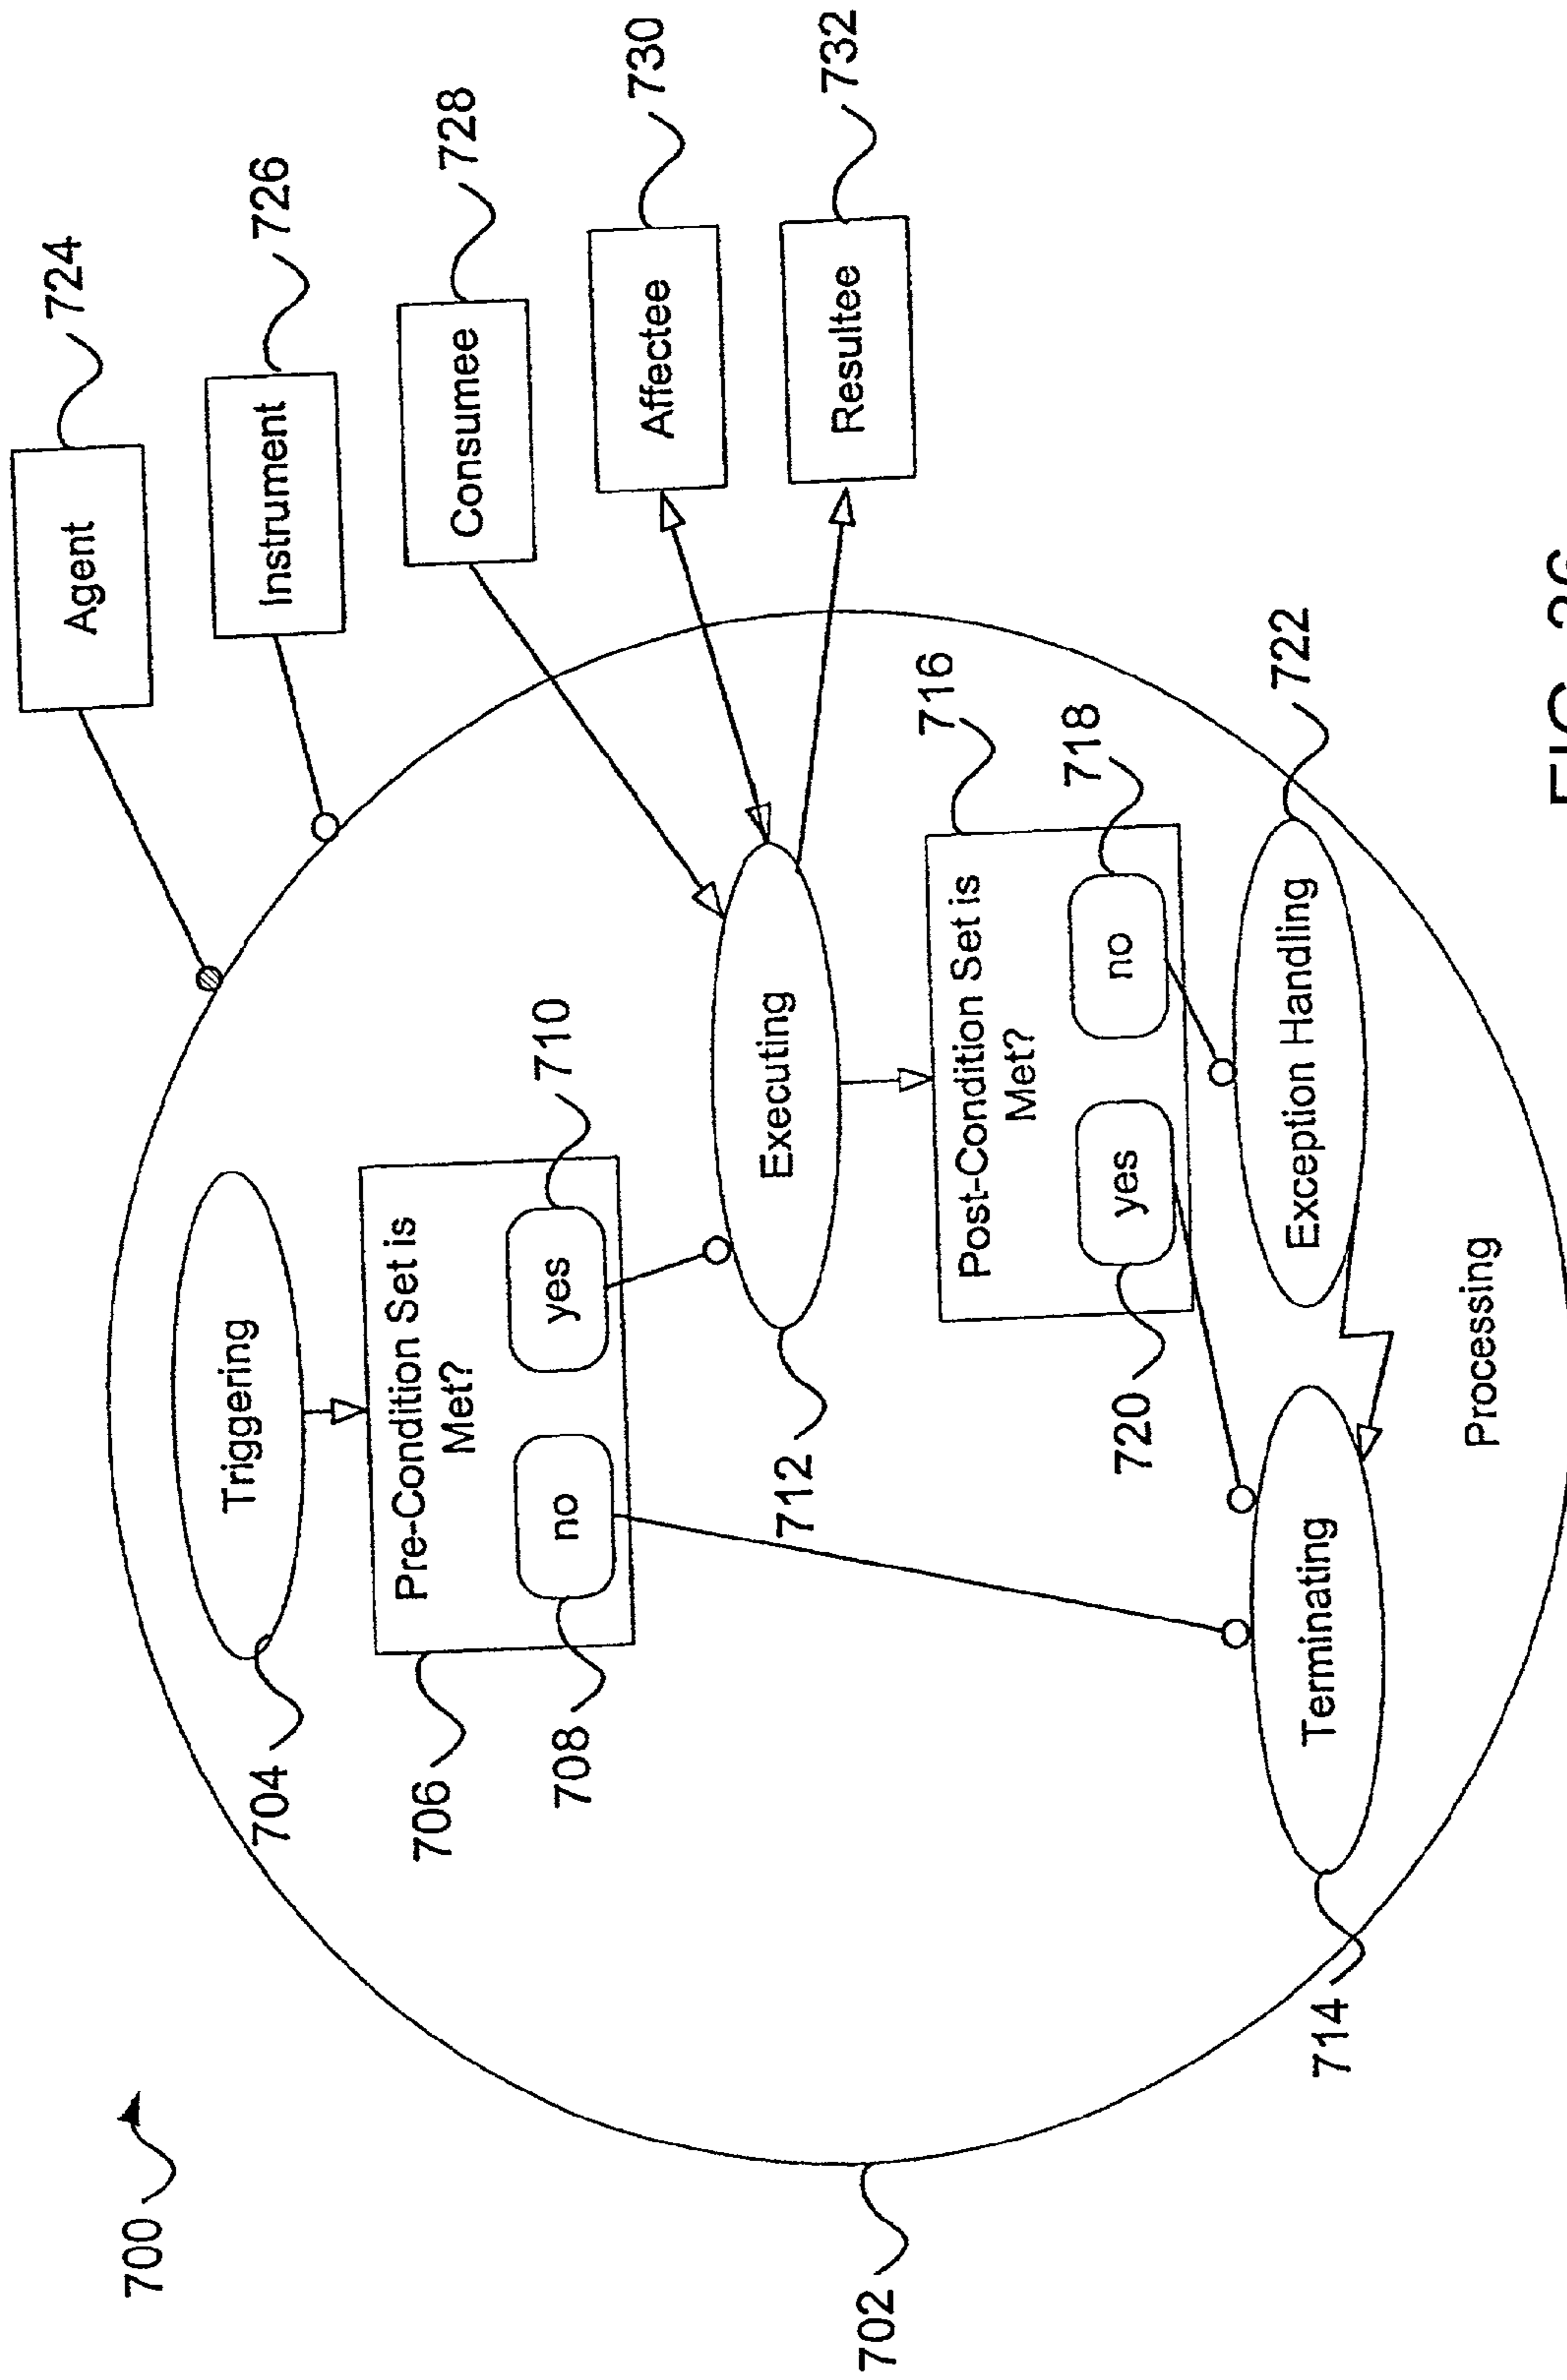 700
702
704
Triggering
706
Pre-Condition Set is
Met?
708
no
yes
710
712
Executing
Post-Condition Set is
Met?
716
720
yes
no
718
714
Terminating
Exception Handling
722
Processing
Agent
724
Instrument
726
Consumee
728
Affectee
730
Resultee
732